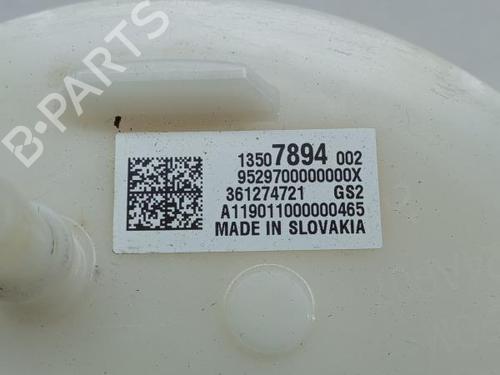 B-PARTS
13507894 002
9529700000000X
361274721 GS2
A119011000000465
MADE IN SLOVAKIA